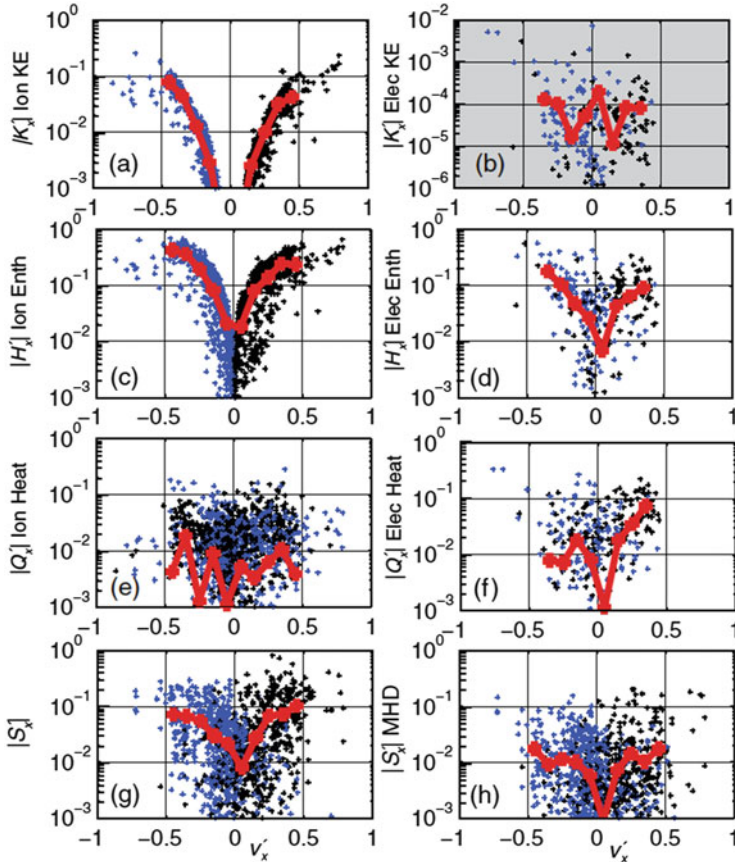 |K′ₓ| Ion KE
10⁰
10⁻¹
10⁻²
10⁻³
(a)
−1 −0.5 0 0.5 1
|K′ₓ| Elec KE
10⁻²
10⁻³
10⁻⁴
10⁻⁵
10⁻⁶
(b)
−1 −0.5 0 0.5 1
|H′ₓ| Ion Enth
10⁰
10⁻¹
10⁻²
10⁻³
(c)
−1 −0.5 0 0.5 1
|H′ₓ| Elec Enth
10⁰
10⁻¹
10⁻²
10⁻³
(d)
−1 −0.5 0 0.5 1
|Q′ₓ| Ion Heat
10⁰
10⁻¹
10⁻²
10⁻³
(e)
−1 −0.5 0 0.5 1
|Q′ₓ| Elec Heat
10⁰
10⁻¹
10⁻²
10⁻³
(f)
−1 −0.5 0 0.5 1
|S′ₓ|
10⁰
10⁻¹
10⁻²
10⁻³
(g)
−1 −0.5 0 0.5 1
v′ₓ
|S′ₓ| MHD
10⁰
10⁻¹
10⁻²
10⁻³
(h)
−1 −0.5 0 0.5 1
v′ₓ